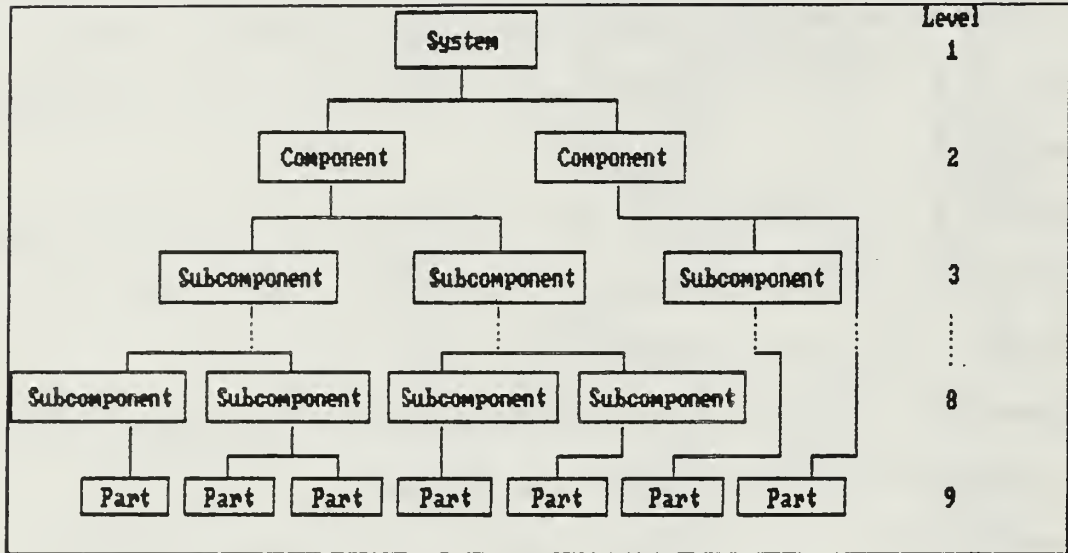 Level
System 1
Component Component 2
Subcomponent Subcomponent Subcomponent 3
Subcomponent Subcomponent Subcomponent Subcomponent 8
Part Part Part Part Part Part Part 9